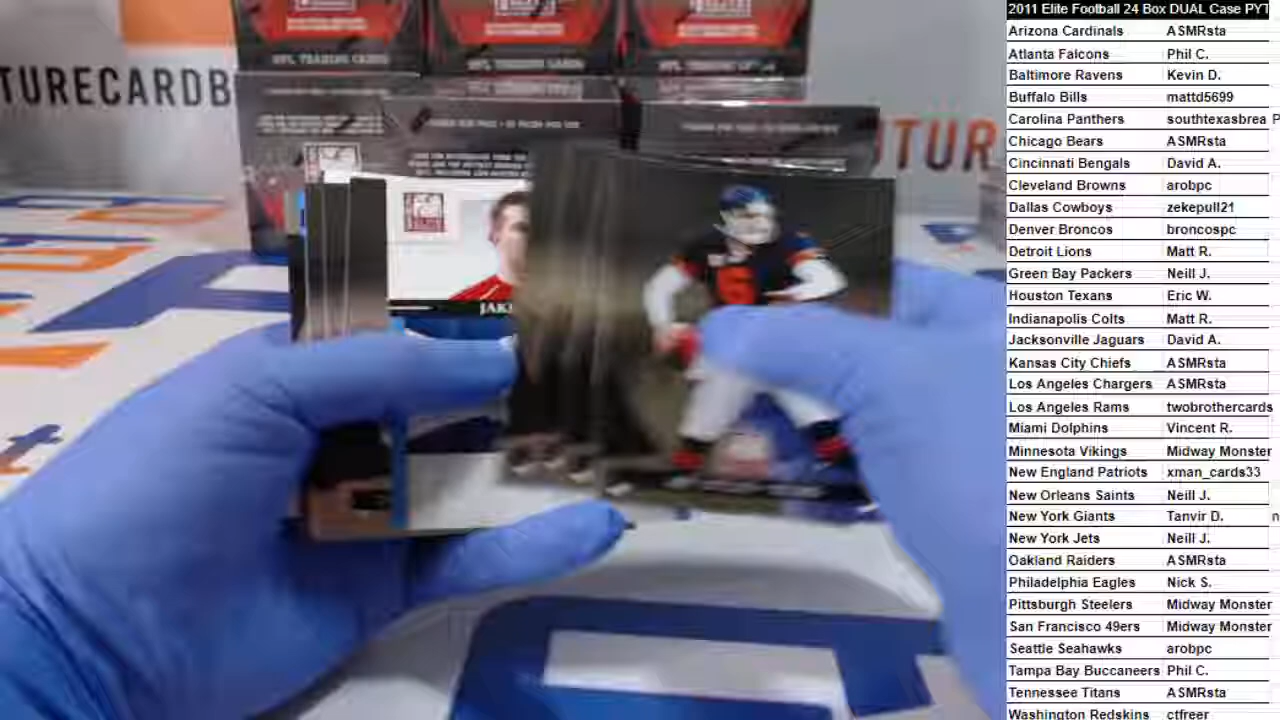 2011 Elite Football 24 Box DUAL Case PYT
Arizona Cardinals ASMRsta
Atlanta Falcons Phil C.
Baltimore Ravens Kevin D.
Buffalo Bills mattd5699
Carolina Panthers southtexasbrea P
Chicago Bears ASMRsta
Cincinnati Bengals David A.
Cleveland Browns arobpc
Dallas Cowboys zekepull21
Denver Broncos broncospc
Detroit Lions Matt R.
Green Bay Packers Neill J.
Houston Texans Eric W.
Indianapolis Colts Matt R.
Jacksonville Jaguars David A.
Kansas City Chiefs ASMRsta
Los Angeles Chargers ASMRsta
Los Angeles Rams twobrothercards
Miami Dolphins Vincent R.
Minnesota Vikings Midway Monster
New England Patriots xman_cards33
New Orleans Saints Neill J.
New York Giants Tanvir D. n
New York Jets Neill J.
Oakland Raiders ASMRsta
Philadelphia Eagles Nick S.
Pittsburgh Steelers Midway Monster
San Francisco 49ers Midway Monster
Seattle Seahawks arobpc
Tampa Bay Buccaneers Phil C.
Tennessee Titans ASMRsta
Washington Redskins ctfreer
TURECARDB
TUR
NFL TRADING CARDS
NFL TRADING CARDS
JAK